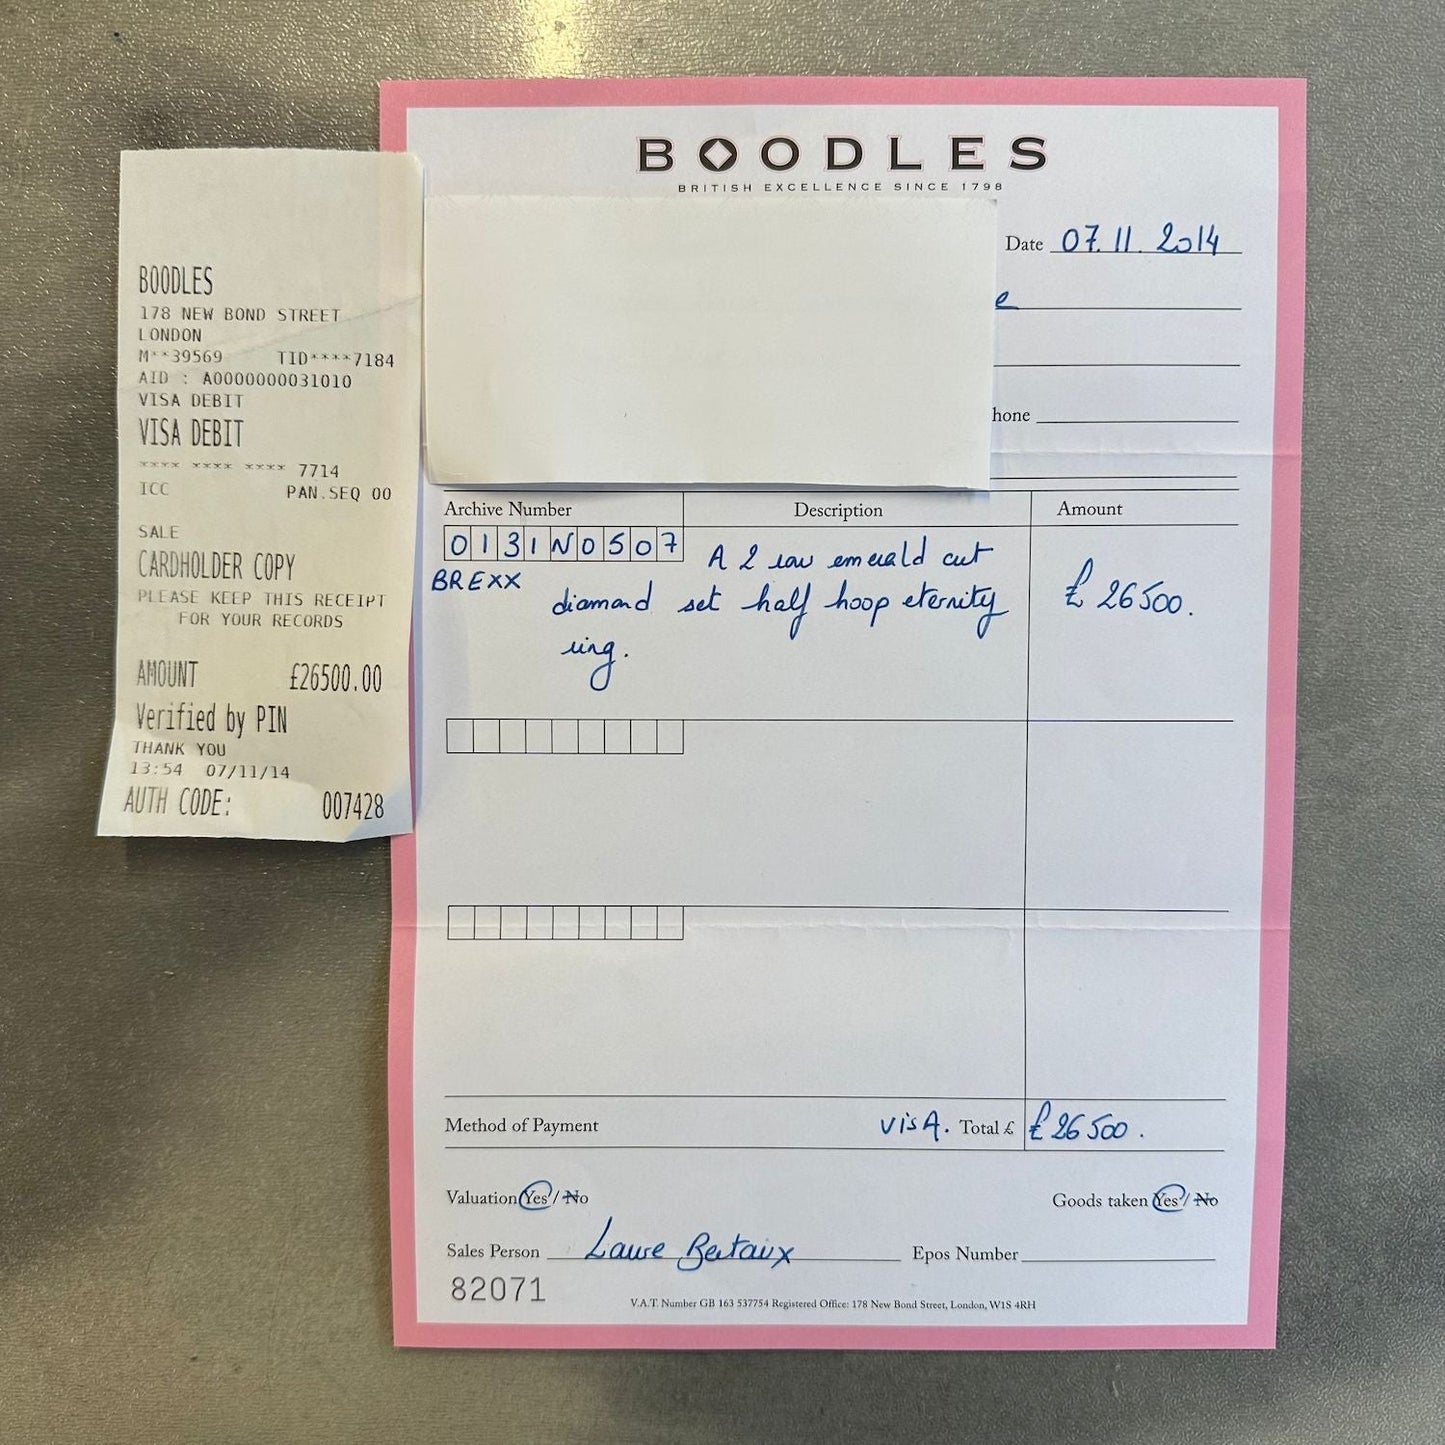 BOODLES
178 NEW BOND STREET
LONDON
M**39569 TID****7184
AID : A0000000031010
VISA DEBIT
VISA DEBIT
**** **** **** 7714
ICC PAN.SEQ 00
SALE
CARDHOLDER COPY
PLEASE KEEP THIS RECEIPT
FOR YOUR RECORDS
AMOUNT £26500.00
Verified by PIN
THANK YOU
13:54 07/11/14
AUTH CODE: 007428
BOODLES
BRITISH EXCELLENCE SINCE 1798
Date 07.11.2014
e
hone
Archive Number Description Amount
0131N0507 A 2 row emerald cut
BREXX diamond set half hoop eternity £26500.
ring.
Method of Payment VISA. Total £ £26500.
Valuation Yes / No Goods taken Yes / No
Sales Person Laure Bertaux Epos Number
82071
V.A.T. Number GB 163 537754 Registered Office: 178 New Bond Street, London, W1S 4RH